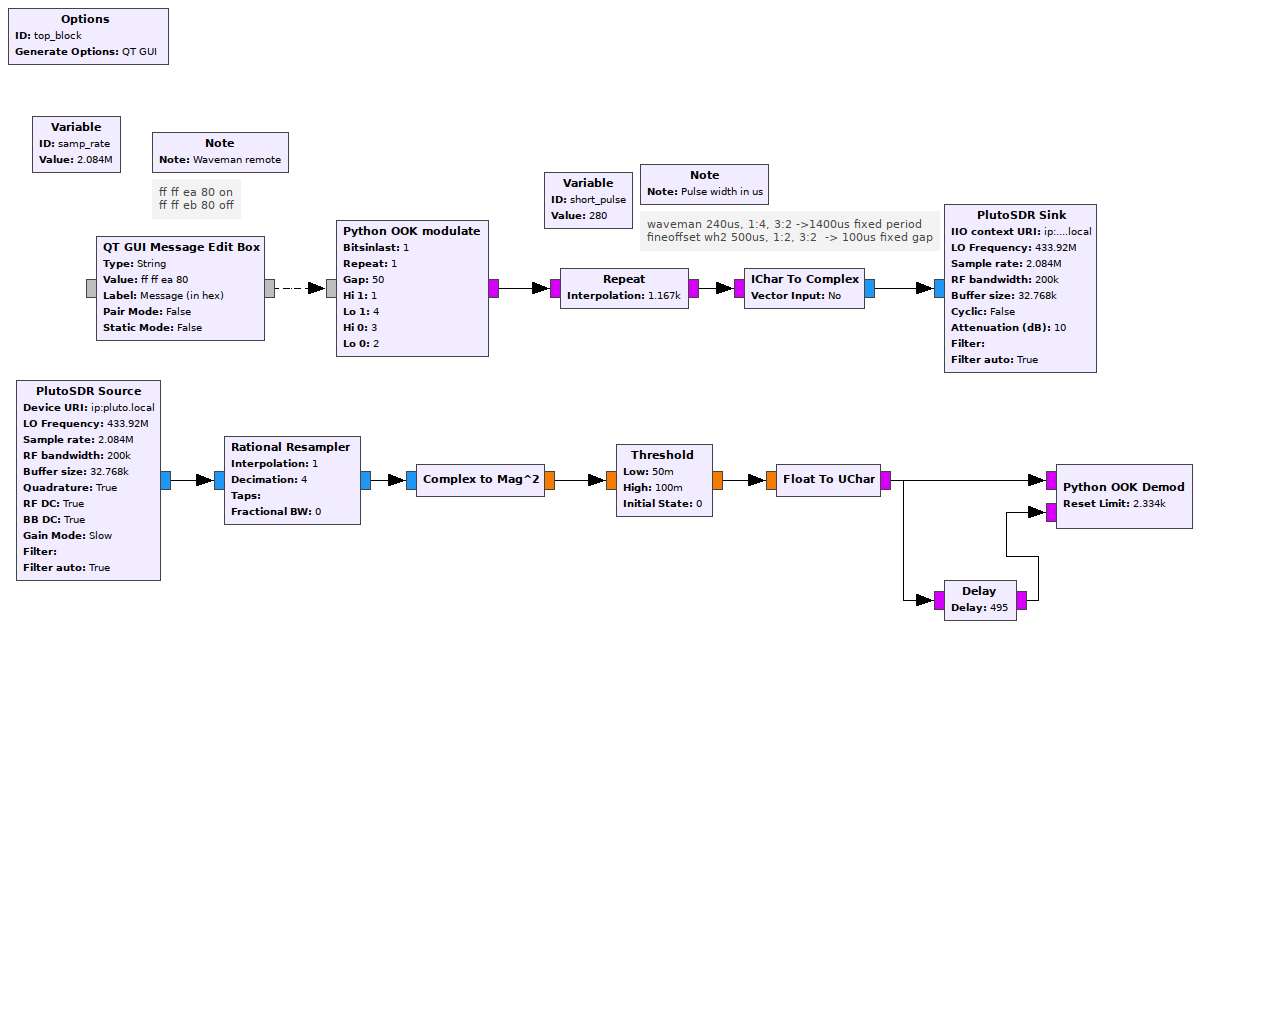 Options
ID: top_block
Generate Options: QT GUI
Variable
ID: samp_rate
Value: 2.084M
Note
Note: Waveman remote
ff ff ea 80 on
ff ff eb 80 off
Variable
ID: short_pulse
Value: 280
Note
Note: Pulse width in us
waveman 240us, 1:4, 3:2 ->1400us fixed period
fineoffset wh2 500us, 1:2, 3:2  -> 100us fixed gap
QT GUI Message Edit Box
Type: String
Value: ff ff ea 80
Label: Message (in hex)
Pair Mode: False
Static Mode: False
Python OOK modulate
Bitsinlast: 1
Repeat: 1
Gap: 50
Hi 1: 1
Lo 1: 4
Hi 0: 3
Lo 0: 2
Repeat
Interpolation: 1.167k
IChar To Complex
Vector Input: No
PlutoSDR Sink
IIO context URI: ip:....local
LO Frequency: 433.92M
Sample rate: 2.084M
RF bandwidth: 200k
Buffer size: 32.768k
Cyclic: False
Attenuation (dB): 10
Filter:
Filter auto: True
PlutoSDR Source
Device URI: ip:pluto.local
LO Frequency: 433.92M
Sample rate: 2.084M
RF bandwidth: 200k
Buffer size: 32.768k
Quadrature: True
RF DC: True
BB DC: True
Gain Mode: Slow
Filter:
Filter auto: True
Rational Resampler
Interpolation: 1
Decimation: 4
Taps:
Fractional BW: 0
Complex to Mag^2
Threshold
Low: 50m
High: 100m
Initial State: 0
Float To UChar
Python OOK Demod
Reset Limit: 2.334k
Delay
Delay: 495